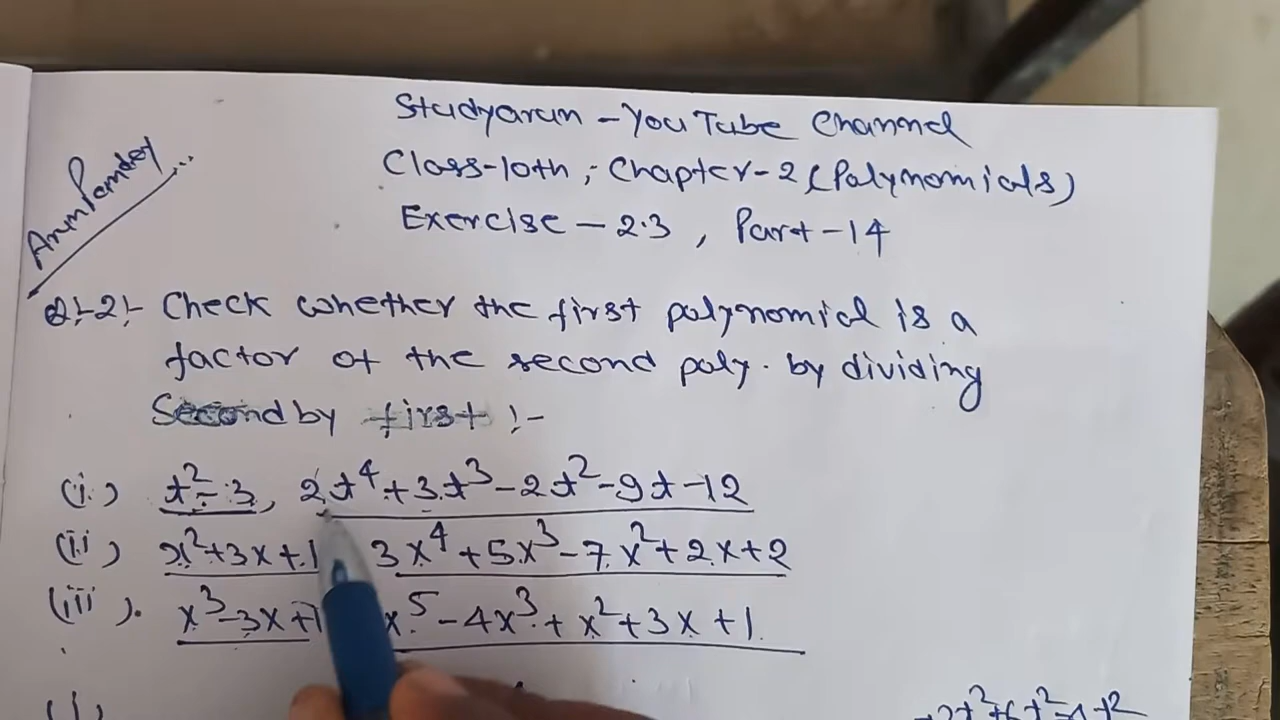 Studyarun - YouTube Channel
Class-10th ; Chapter-2 (Polynomials)
Exercise - 2.3 , Part-14
Arun Pandey...
Q:-2:- Check whether the first polynomial is a
factor of the second poly. by dividing
Second by first :-
(i.) t²-3, 2t⁴+3t³-2t²-9t-12
(ii) x²+3x+1 3x⁴+5x³-7x²+2x+2
(iii). x³-3x+1 x⁵-4x³+x²+3x+1.